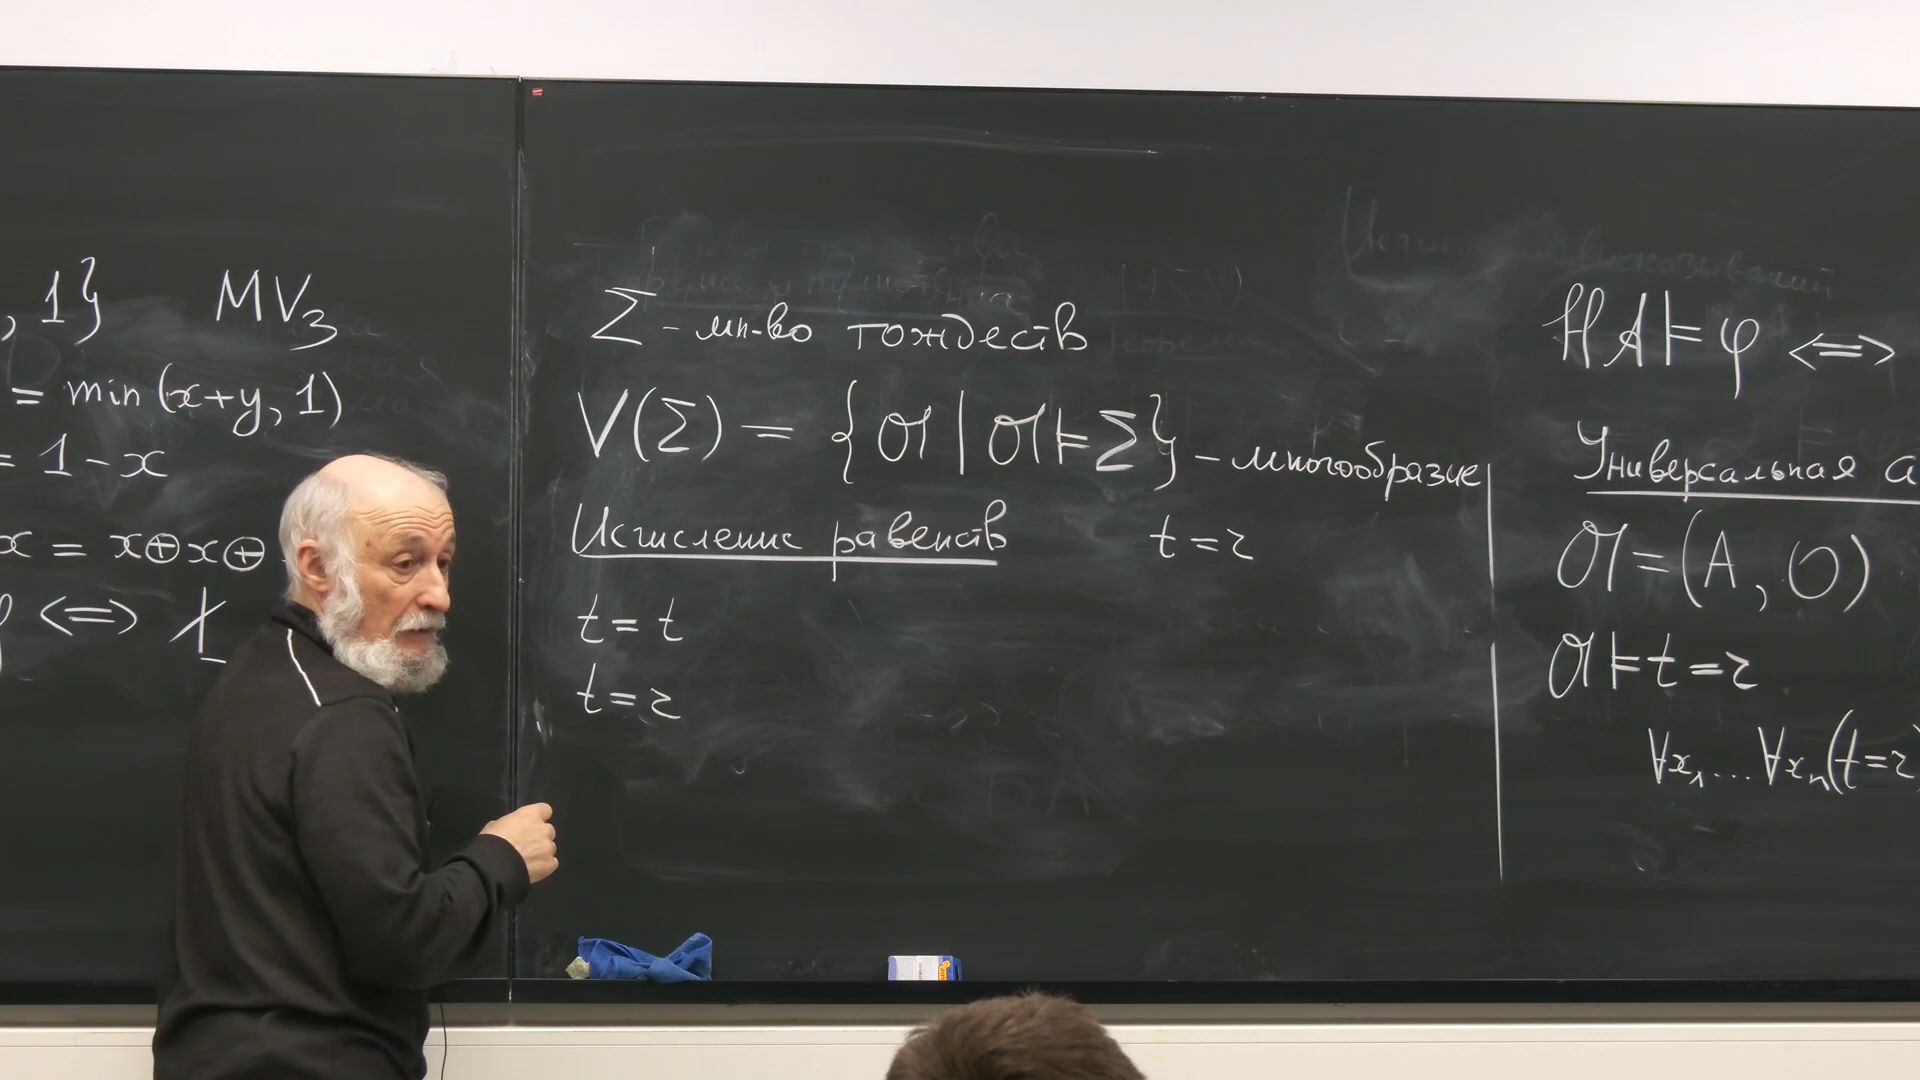 , 1}
MV₃
= min(x+y, 1)
= 1-x
x = x⊕x⊕
<=>
Σ - мн-во тождеств
V(Σ) = {𝔄 | 𝔄 ⊨ Σ} - многообразие
Исчисление равенств
t = r
t = t
t = r
HA ⊨ φ <=>
Универсальная а
𝔄 = (A, O)
𝔄 ⊨ t = r
∀x₁...∀xₙ(t=r)